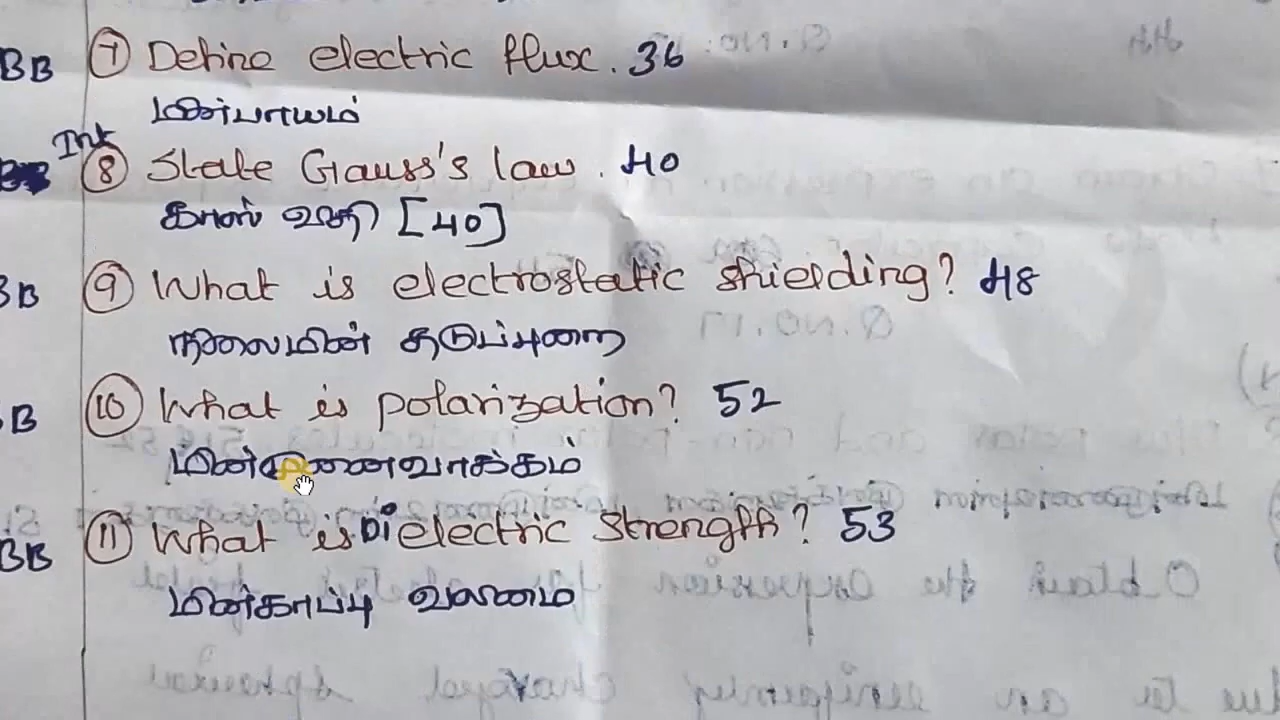 BB ⑦ Define electric flux. 36
மின்பாயம்
Int
⑧ State Gauss's law. 40
காஸ் விதி [40]
BB ⑨ What is electrostatic shielding? 48
நிலைமின் தடுப்புறை
B ⑩ What is polarization? 52
மின்முனைவாக்கம்
BB ⑪ What is Dielectric Strength? 53
மின்காப்பு வலிமை